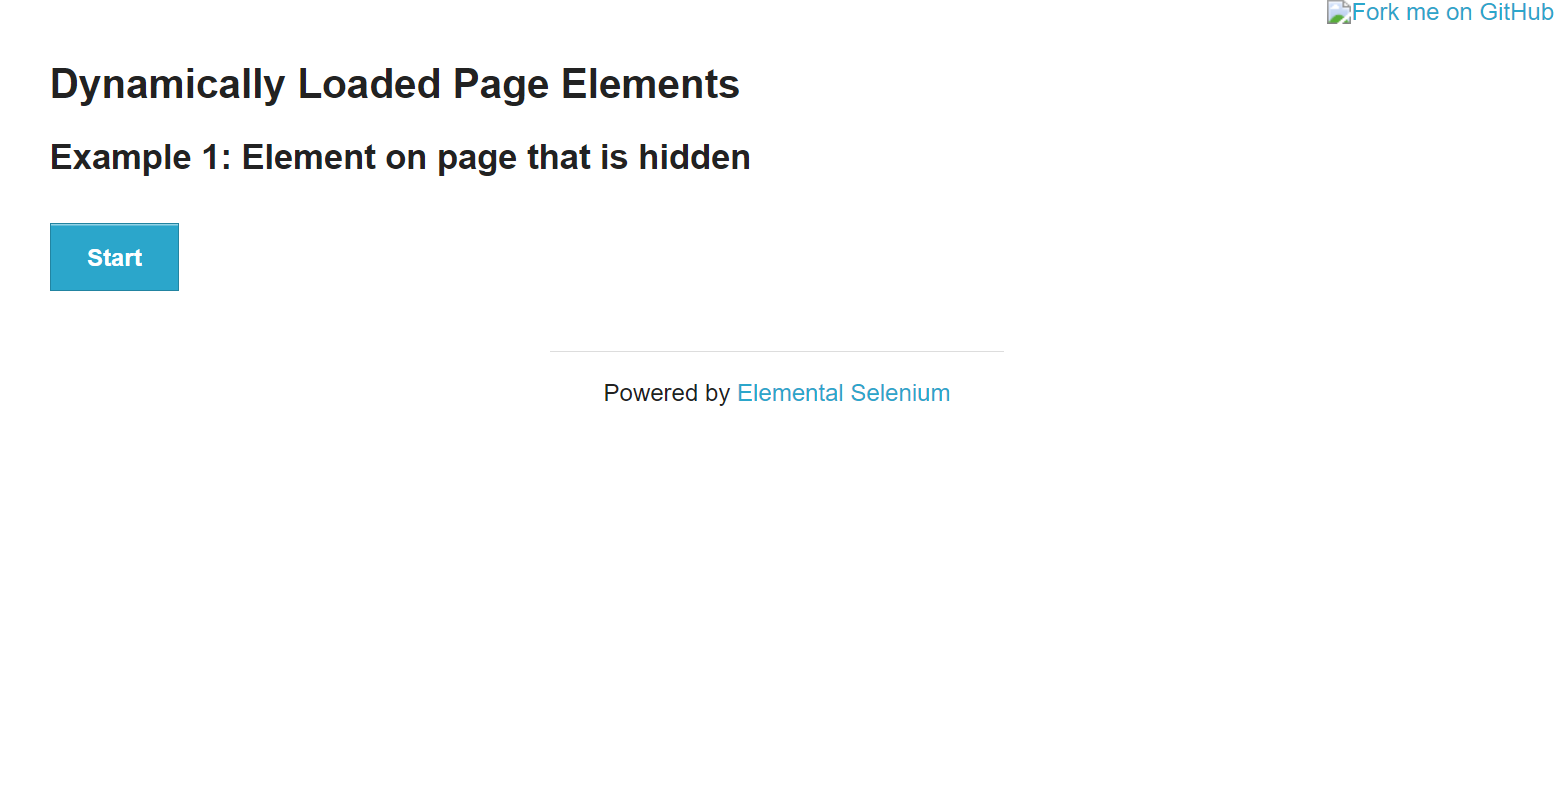 Fork me on GitHub
Dynamically Loaded Page Elements
Example 1: Element on page that is hidden
Start
Powered by Elemental Selenium